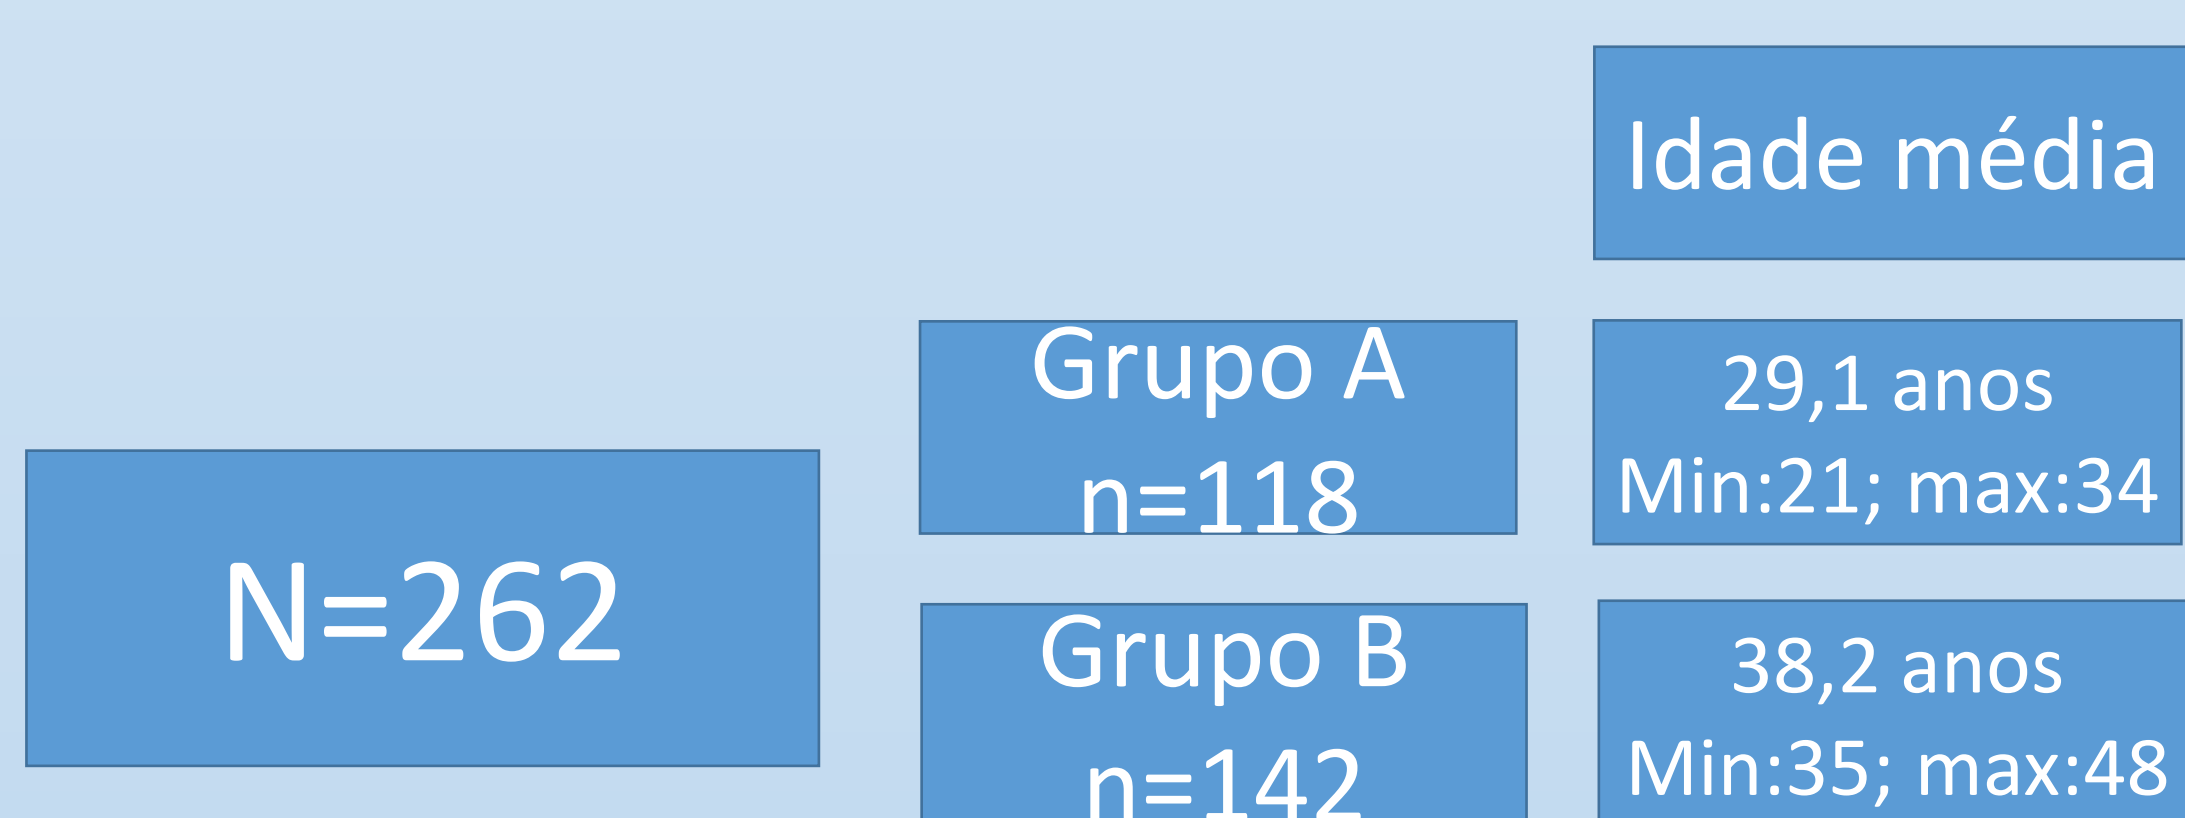 Idade média
Grupo A
n=118
29,1 anos
Min:21; max:34
N=262
Grupo B
n=142
38,2 anos
Min:35; max:48